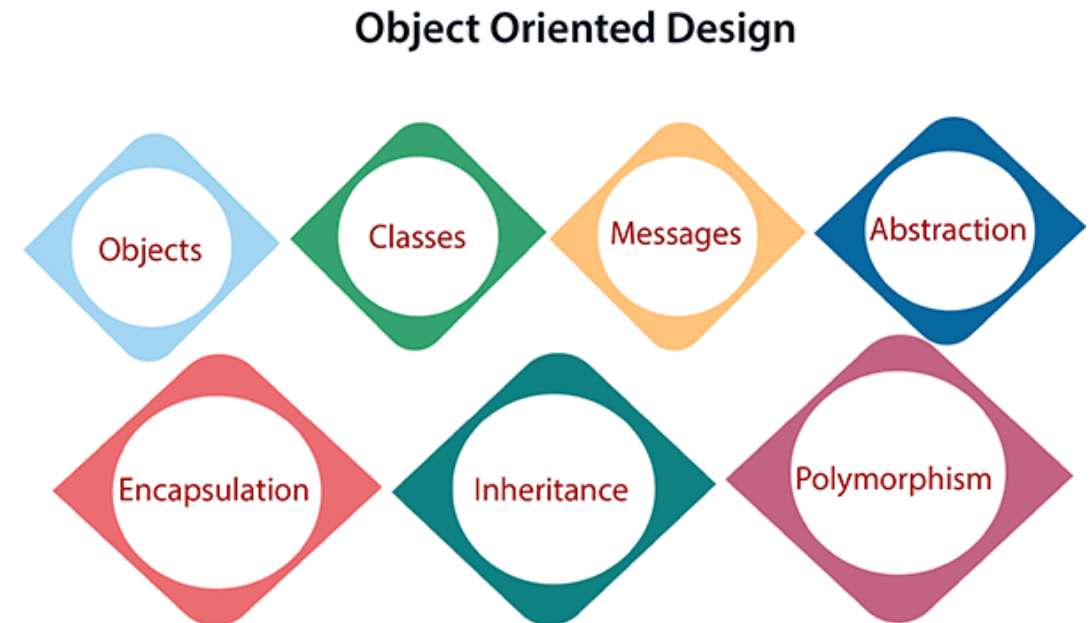 Object Oriented Design
Objects
Classes
Messages
Abstraction
Encapsulation
Inheritance
Polymorphism